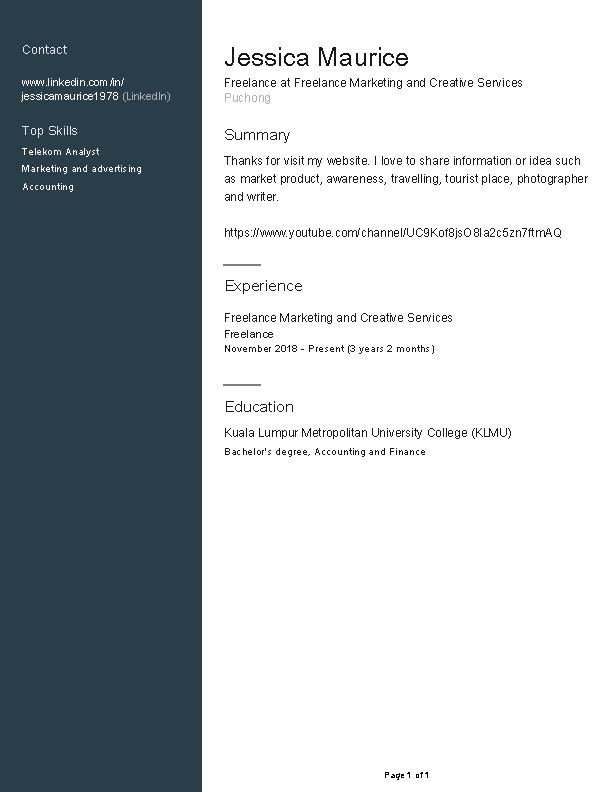 Contact
www.linkedin.com/in/
jessicamaurice1978 (LinkedIn)
Top Skills
Telekom Analyst
Marketing and advertising
Accounting
Jessica Maurice
Freelance at Freelance Marketing and Creative Services
Puchong
Summary
Thanks for visit my website. I love to share information or idea such
as market product, awareness, travelling, tourist place, photographer
and writer.
https://www.youtube.com/channel/UC9Kof8jsO8Ia2c5zn7ftmAQ
Experience
Freelance Marketing and Creative Services
Freelance
November 2018 - Present (3 years 2 months)
Education
Kuala Lumpur Metropolitan University College (KLMU)
Bachelor's degree, Accounting and Finance
Page 1 of 1